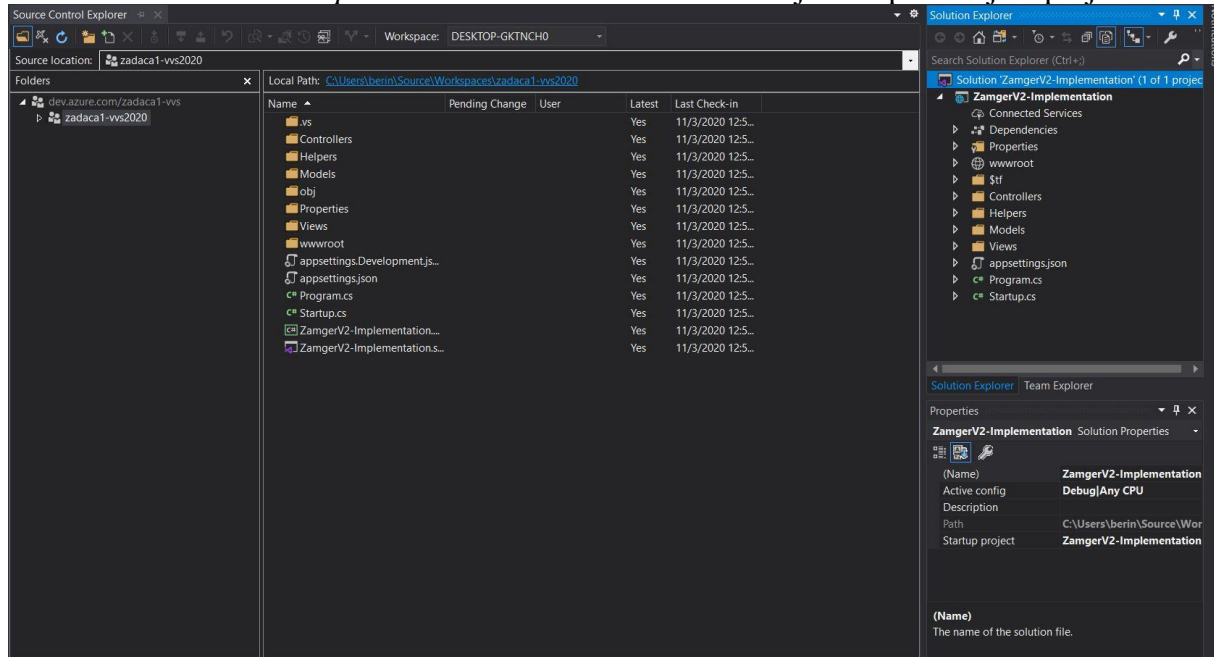 Source Control Explorer
Workspace: DESKTOP-GKTNCH0
Source location: zadaca1-vvs2020
Folders
dev.azure.com/zadaca1-vvs
zadaca1-vvs2020
Local Path: C:\Users\berin\Source\Workspaces\zadaca1-vvs2020
Name Pending Change User Latest Last Check-in
.vs Yes 11/3/2020 12:5...
Controllers Yes 11/3/2020 12:5...
Helpers Yes 11/3/2020 12:5...
Models Yes 11/3/2020 12:5...
obj Yes 11/3/2020 12:5...
Properties Yes 11/3/2020 12:5...
Views Yes 11/3/2020 12:5...
wwwroot Yes 11/3/2020 12:5...
appsettings.Development.js... Yes 11/3/2020 12:5...
appsettings.json Yes 11/3/2020 12:5...
C# Program.cs Yes 11/3/2020 12:5...
C# Startup.cs Yes 11/3/2020 12:5...
ZamgerV2-Implementation.... Yes 11/3/2020 12:5...
ZamgerV2-Implementation.s... Yes 11/3/2020 12:5...
Solution Explorer
Search Solution Explorer (Ctrl+;)
Solution 'ZamgerV2-Implementation' (1 of 1 projec
ZamgerV2-Implementation
Connected Services
Dependencies
Properties
wwwroot
$tf
Controllers
Helpers
Models
Views
appsettings.json
C# Program.cs
C# Startup.cs
Solution Explorer Team Explorer
Properties
ZamgerV2-Implementation Solution Properties
(Name) ZamgerV2-Implementation
Active config Debug|Any CPU
Description
Path C:\Users\berin\Source\Wor
Startup project ZamgerV2-Implementation
(Name)
The name of the solution file.
Notifications